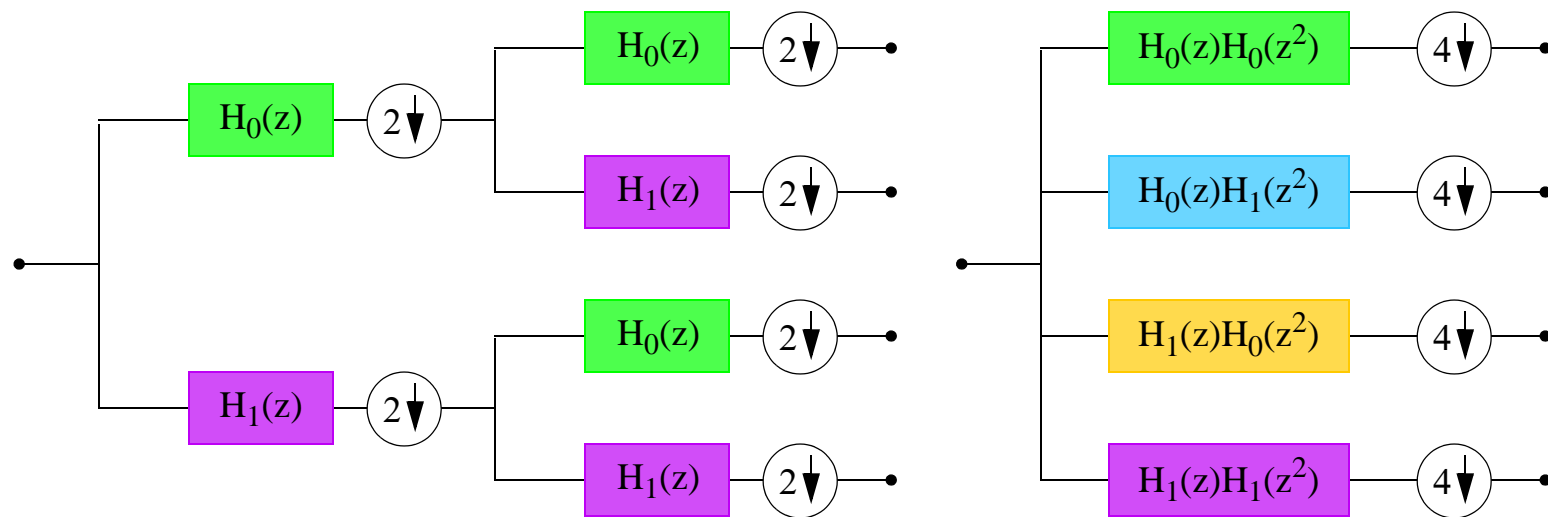 H₀(z) 2 H₀(z)H₀(z²) 4
H₀(z) 2
H₁(z) 2 H₀(z)H₁(z²) 4
H₀(z) 2 H₁(z)H₀(z²) 4
H₁(z) 2
H₁(z) 2 H₁(z)H₁(z²) 4